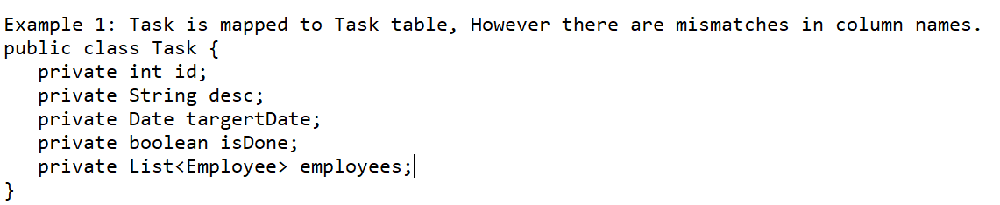 Example 1: Task is mapped to Task table, However there are mismatches in column names.
public class Task {
   private int id;
   private String desc;
   private Date targertDate;
   private boolean isDone;
   private List<Employee> employees;
}